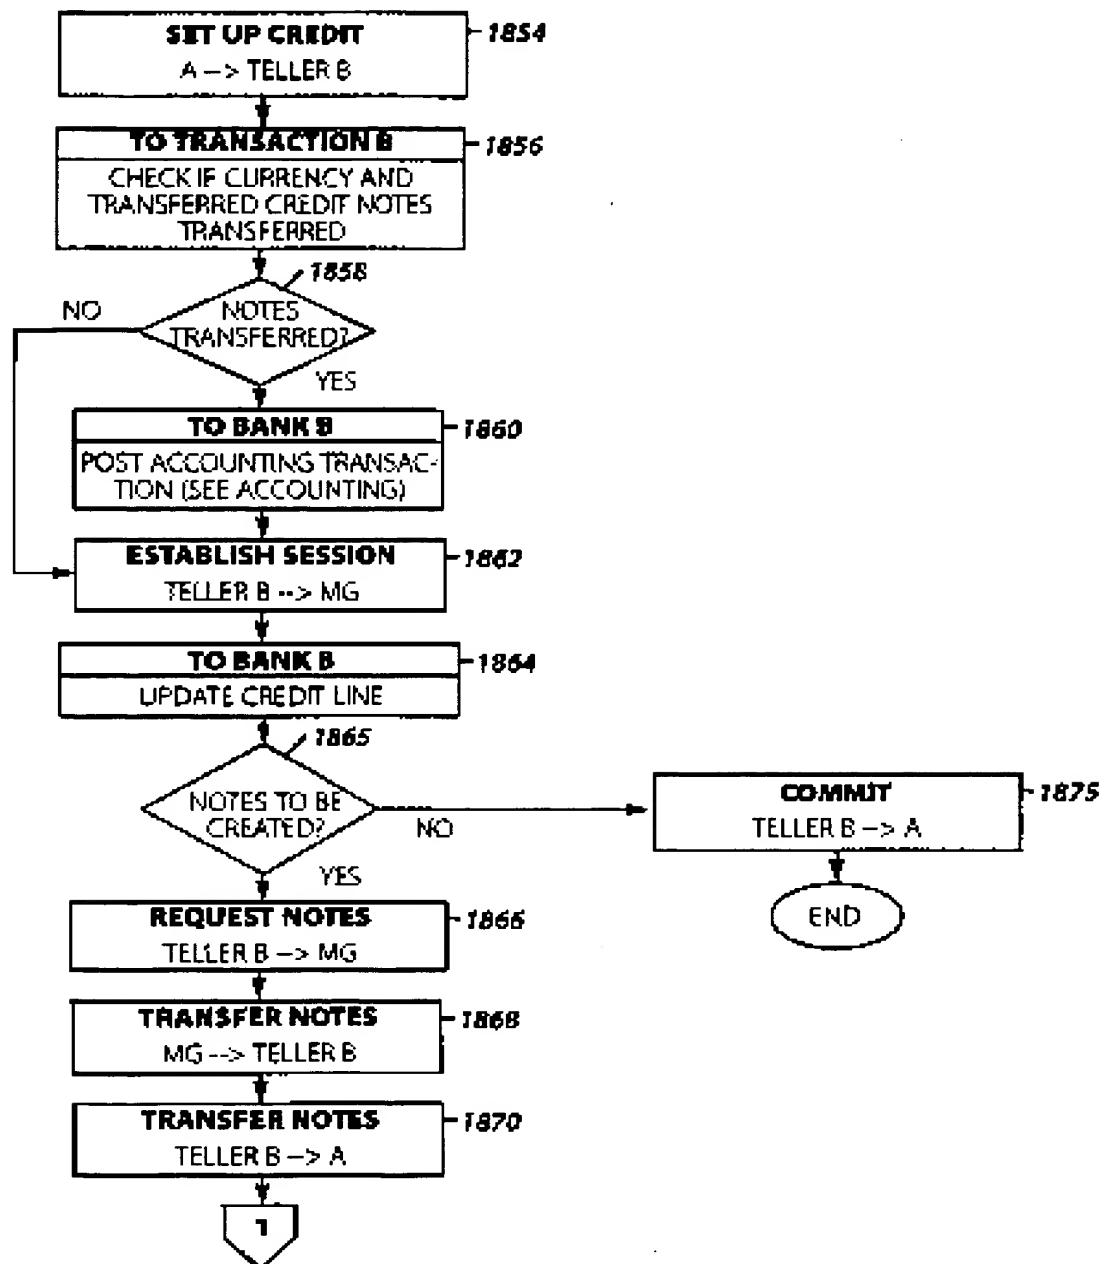 SET UP CREDIT
1854
A --> TELLER B
TO TRANSACTION B
1856
CHECK IF CURRENCY AND
TRANSFERRED CREDIT NOTES
TRANSFERRED
1858
NO
NOTES
TRANSFERRED?
YES
TO BANK B
1860
POST ACCOUNTING TRANSAC-
TION (SEE ACCOUNTING)
ESTABLISH SESSION
1862
TELLER B --> MG
TO BANK B
1864
UPDATE CREDIT LINE
1865
NOTES TO BE
CREATED?
NO
YES
COMMIT
1875
TELLER B --> A
END
REQUEST NOTES
1866
TELLER B --> MG
TRANSFER NOTES
1868
MG --> TELLER B
TRANSFER NOTES
1870
TELLER B --> A
1